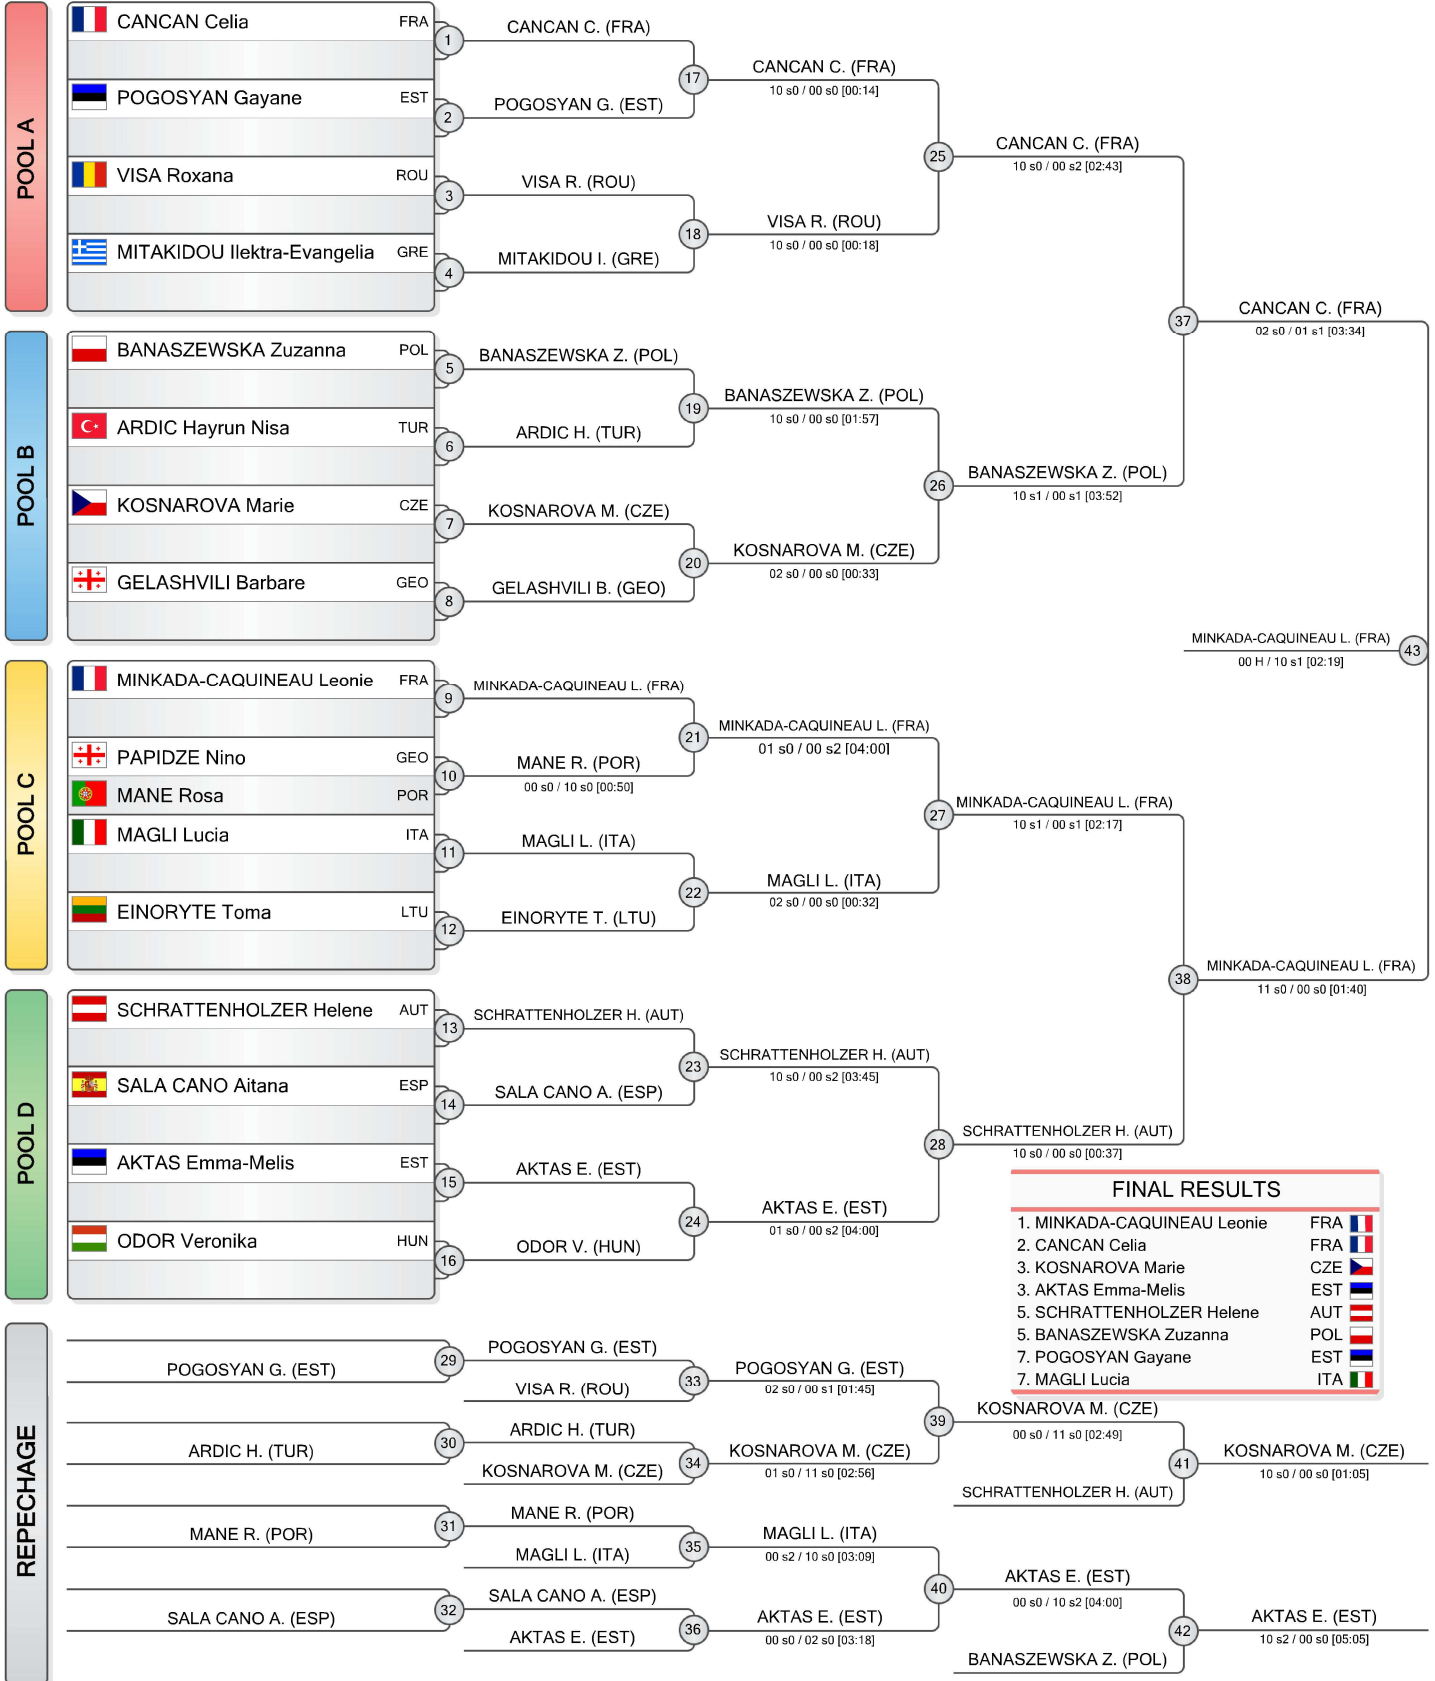 POOL A
CANCAN Celia FRA
POGOSYAN Gayane EST
VISA Roxana ROU
MITAKIDOU Ilektra-Evangelia GRE
1
2
3
4
CANCAN C. (FRA)
POGOSYAN G. (EST)
VISA R. (ROU)
MITAKIDOU I. (GRE)
17
18
CANCAN C. (FRA)
10 s0 / 00 s0 [00:14]
VISA R. (ROU)
10 s0 / 00 s0 [00:18]
25
CANCAN C. (FRA)
10 s0 / 00 s2 [02:43]
POOL B
BANASZEWSKA Zuzanna POL
ARDIC Hayrun Nisa TUR
KOSNAROVA Marie CZE
GELASHVILI Barbare GEO
5
6
7
8
BANASZEWSKA Z. (POL)
ARDIC H. (TUR)
KOSNAROVA M. (CZE)
GELASHVILI B. (GEO)
19
20
BANASZEWSKA Z. (POL)
10 s0 / 00 s0 [01:57]
KOSNAROVA M. (CZE)
02 s0 / 00 s0 [00:33]
26
BANASZEWSKA Z. (POL)
10 s1 / 00 s1 [03:52]
37
CANCAN C. (FRA)
02 s0 / 01 s1 [03:34]
POOL C
MINKADA-CAQUINEAU Leonie FRA
PAPIDZE Nino GEO
MANE Rosa POR
MAGLI Lucia ITA
EINORYTE Toma LTU
9
10
11
12
MINKADA-CAQUINEAU L. (FRA)
MANE R. (POR)
00 s0 / 10 s0 [00:50]
MAGLI L. (ITA)
EINORYTE T. (LTU)
21
22
MINKADA-CAQUINEAU L. (FRA)
01 s0 / 00 s2 [04:00]
MAGLI L. (ITA)
02 s0 / 00 s0 [00:32]
27
MINKADA-CAQUINEAU L. (FRA)
10 s1 / 00 s1 [02:17]
POOL D
SCHRATTENHOLZER Helene AUT
SALA CANO Aitana ESP
AKTAS Emma-Melis EST
ODOR Veronika HUN
13
14
15
16
SCHRATTENHOLZER H. (AUT)
SALA CANO A. (ESP)
AKTAS E. (EST)
ODOR V. (HUN)
23
24
SCHRATTENHOLZER H. (AUT)
10 s0 / 00 s2 [03:45]
AKTAS E. (EST)
01 s0 / 00 s2 [04:00]
28
SCHRATTENHOLZER H. (AUT)
10 s0 / 00 s0 [00:37]
38
MINKADA-CAQUINEAU L. (FRA)
11 s0 / 00 s0 [01:40]
MINKADA-CAQUINEAU L. (FRA)
00 H / 10 s1 [02:19]
43
FINAL RESULTS
1. MINKADA-CAQUINEAU Leonie FRA
2. CANCAN Celia FRA
3. KOSNAROVA Marie CZE
3. AKTAS Emma-Melis EST
5. SCHRATTENHOLZER Helene AUT
5. BANASZEWSKA Zuzanna POL
7. POGOSYAN Gayane EST
7. MAGLI Lucia ITA
REPECHAGE
POGOSYAN G. (EST)
ARDIC H. (TUR)
MANE R. (POR)
SALA CANO A. (ESP)
29
30
31
32
POGOSYAN G. (EST)
VISA R. (ROU)
ARDIC H. (TUR)
KOSNAROVA M. (CZE)
MANE R. (POR)
MAGLI L. (ITA)
SALA CANO A. (ESP)
AKTAS E. (EST)
33
34
35
36
POGOSYAN G. (EST)
02 s0 / 00 s1 [01:45]
KOSNAROVA M. (CZE)
01 s0 / 11 s0 [02:56]
MAGLI L. (ITA)
00 s2 / 10 s0 [03:09]
AKTAS E. (EST)
00 s0 / 02 s0 [03:18]
39
40
KOSNAROVA M. (CZE)
00 s0 / 11 s0 [02:49]
SCHRATTENHOLZER H. (AUT)
AKTAS E. (EST)
00 s0 / 10 s2 [04:00]
BANASZEWSKA Z. (POL)
41
42
KOSNAROVA M. (CZE)
10 s0 / 00 s0 [01:05]
AKTAS E. (EST)
10 s2 / 00 s0 [05:05]